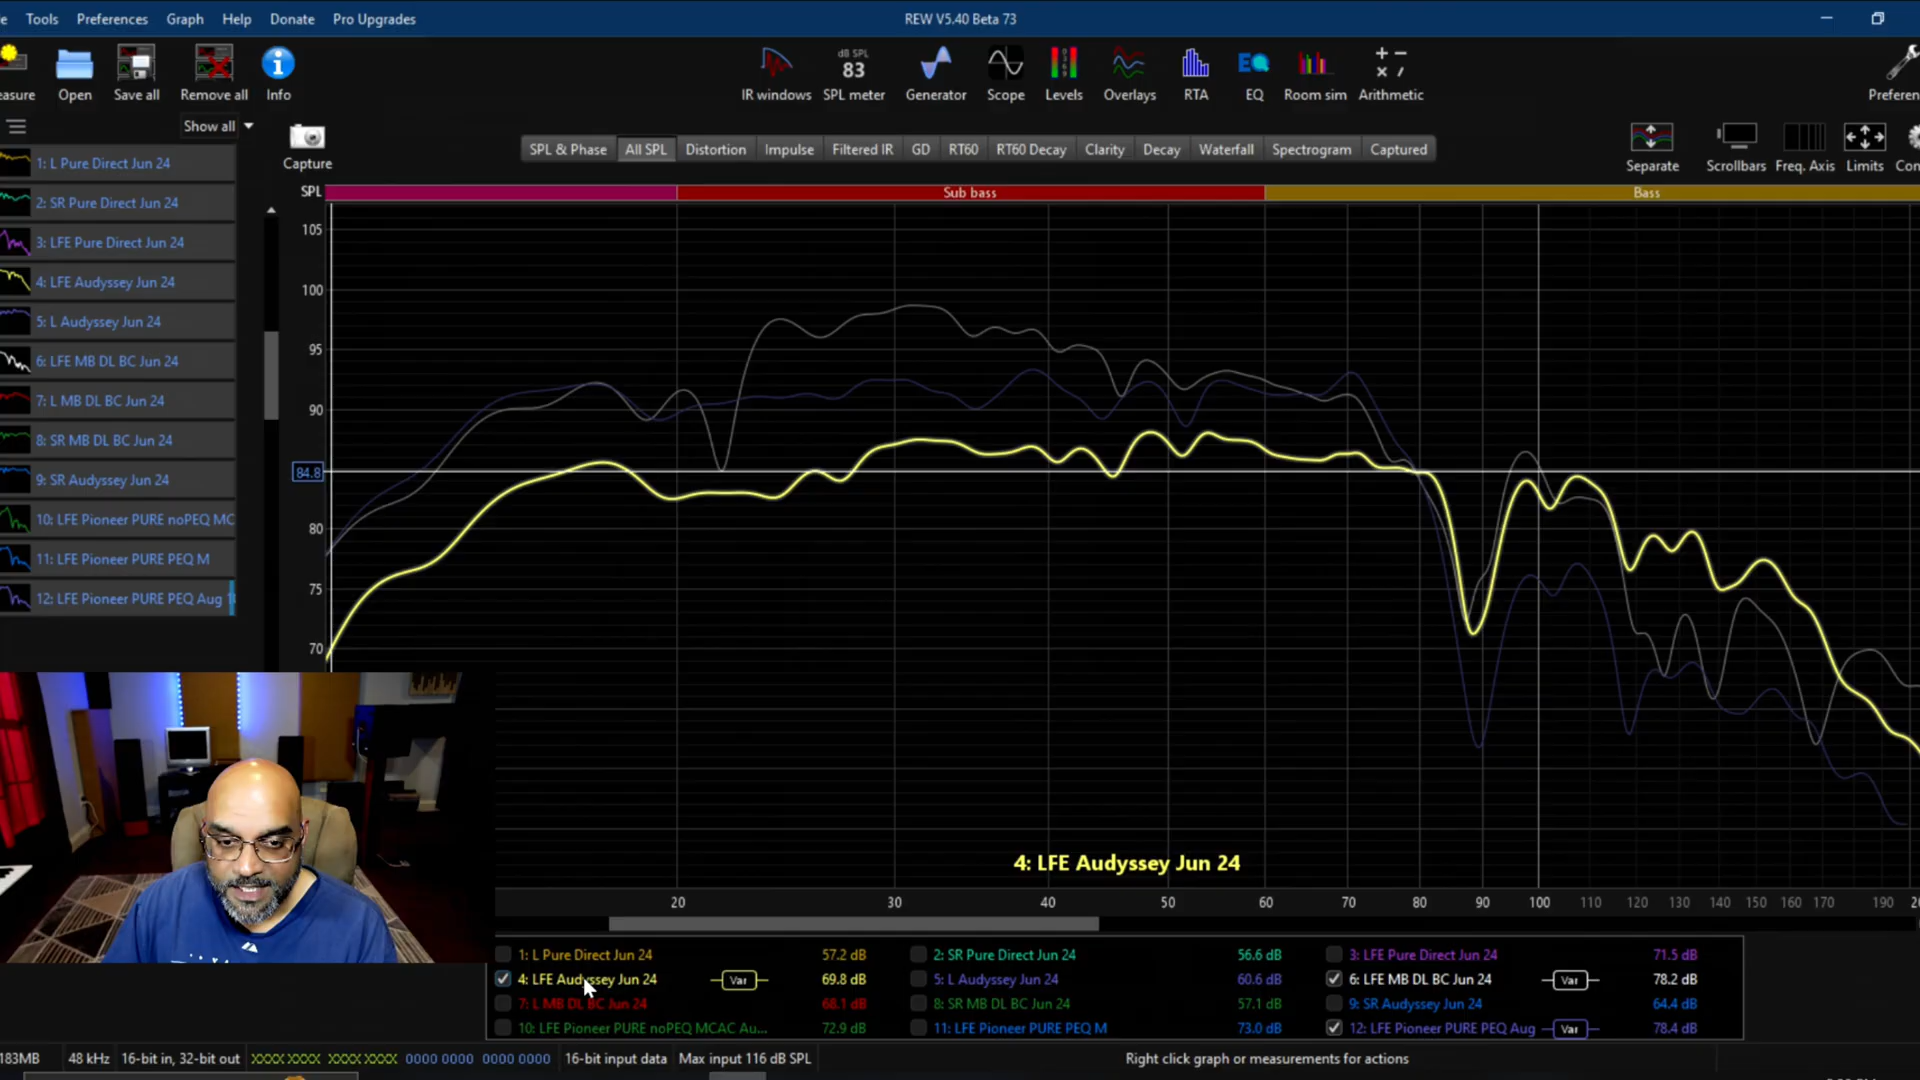 Tools Preferences Graph Help Donate Pro Upgrades
REW V5.40 Beta 73
easure Open Save all Remove all Info
dB SPL
83
IR windows SPL meter Generator Scope Levels Overlays RTA EQ Room sim Arithmetic
Preferen
Show all
Capture
SPL & Phase All SPL Distortion Impulse Filtered IR GD RT60 RT60 Decay Clarity Decay Waterfall Spectrogram Captured
Separate Scrollbars Freq. Axis Limits Con
SPL
Sub bass
Bass
1: L Pure Direct Jun 24
2: SR Pure Direct Jun 24
3: LFE Pure Direct Jun 24
4: LFE Audyssey Jun 24
5: L Audyssey Jun 24
6: LFE MB DL BC Jun 24
7: L MB DL BC Jun 24
8: SR MB DL BC Jun 24
9: SR Audyssey Jun 24
10: LFE Pioneer PURE noPEQ MC
11: LFE Pioneer PURE PEQ M
12: LFE Pioneer PURE PEQ Aug
105
100
95
90
84.8
80
75
70
4: LFE Audyssey Jun 24
20 30 40 50 60 70 80 90 100 110 120 130 140 150 160 170 190
1: L Pure Direct Jun 24 57.2 dB 2: SR Pure Direct Jun 24 56.6 dB 3: LFE Pure Direct Jun 24 71.5 dB
4: LFE Audyssey Jun 24 Var 69.8 dB 5: L Audyssey Jun 24 60.6 dB 6: LFE MB DL BC Jun 24 Var 78.2 dB
7: L MB DL BC Jun 24 68.1 dB 8: SR MB DL BC Jun 24 57.1 dB 9: SR Audyssey Jun 24 64.4 dB
10: LFE Pioneer PURE noPEQ MCAC Au... 72.9 dB 11: LFE Pioneer PURE PEQ M 73.0 dB 12: LFE Pioneer PURE PEQ Aug Var 78.4 dB
183MB 48 kHz 16-bit in, 32-bit out XXXX XXXX XXXX XXXX 0000 0000 0000 0000 16-bit input data Max input 116 dB SPL Right click graph or measurements for actions